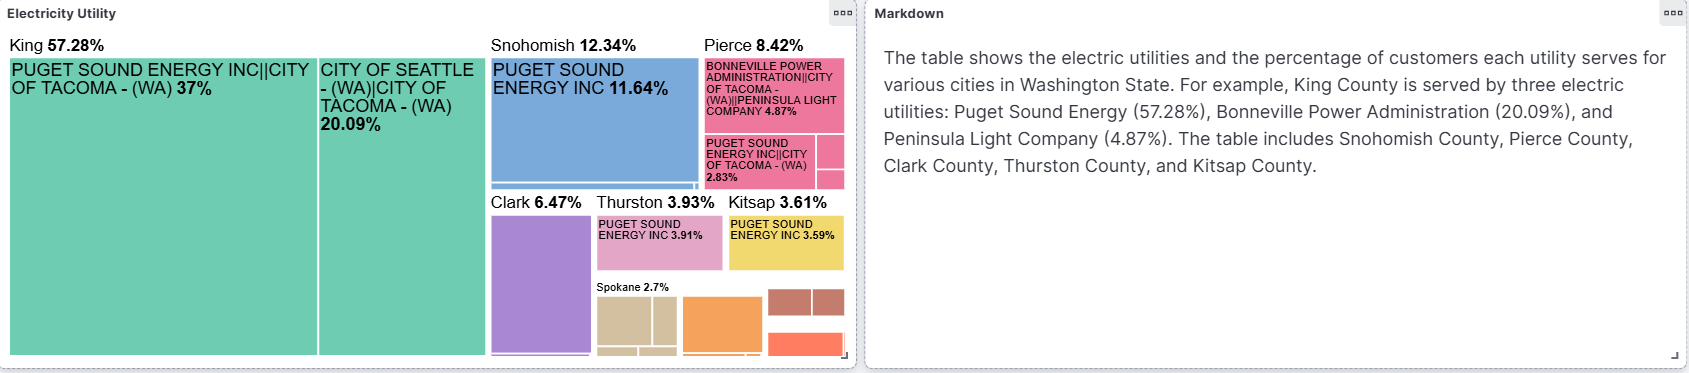 Electricity Utility
King 57.28%
PUGET SOUND ENERGY INC||CITY
OF TACOMA - (WA) 37%
CITY OF SEATTLE
- (WA)|CITY OF
TACOMA - (WA)
20.09%
Snohomish 12.34%
PUGET SOUND
ENERGY INC 11.64%
Pierce 8.42%
BONNEVILLE POWER
ADMINISTRATION||CITY
OF TACOMA -
(WA)||PENINSULA LIGHT
COMPANY 4.87%
PUGET SOUND
ENERGY INC||CITY
OF TACOMA - (WA)
2.83%
Clark 6.47%
Thurston 3.93%
PUGET SOUND
ENERGY INC 3.91%
Kitsap 3.61%
PUGET SOUND
ENERGY INC 3.59%
Spokane 2.7%
Markdown
The table shows the electric utilities and the percentage of customers each utility serves for
various cities in Washington State. For example, King County is served by three electric
utilities: Puget Sound Energy (57.28%), Bonneville Power Administration (20.09%), and
Peninsula Light Company (4.87%). The table includes Snohomish County, Pierce County,
Clark County, Thurston County, and Kitsap County.